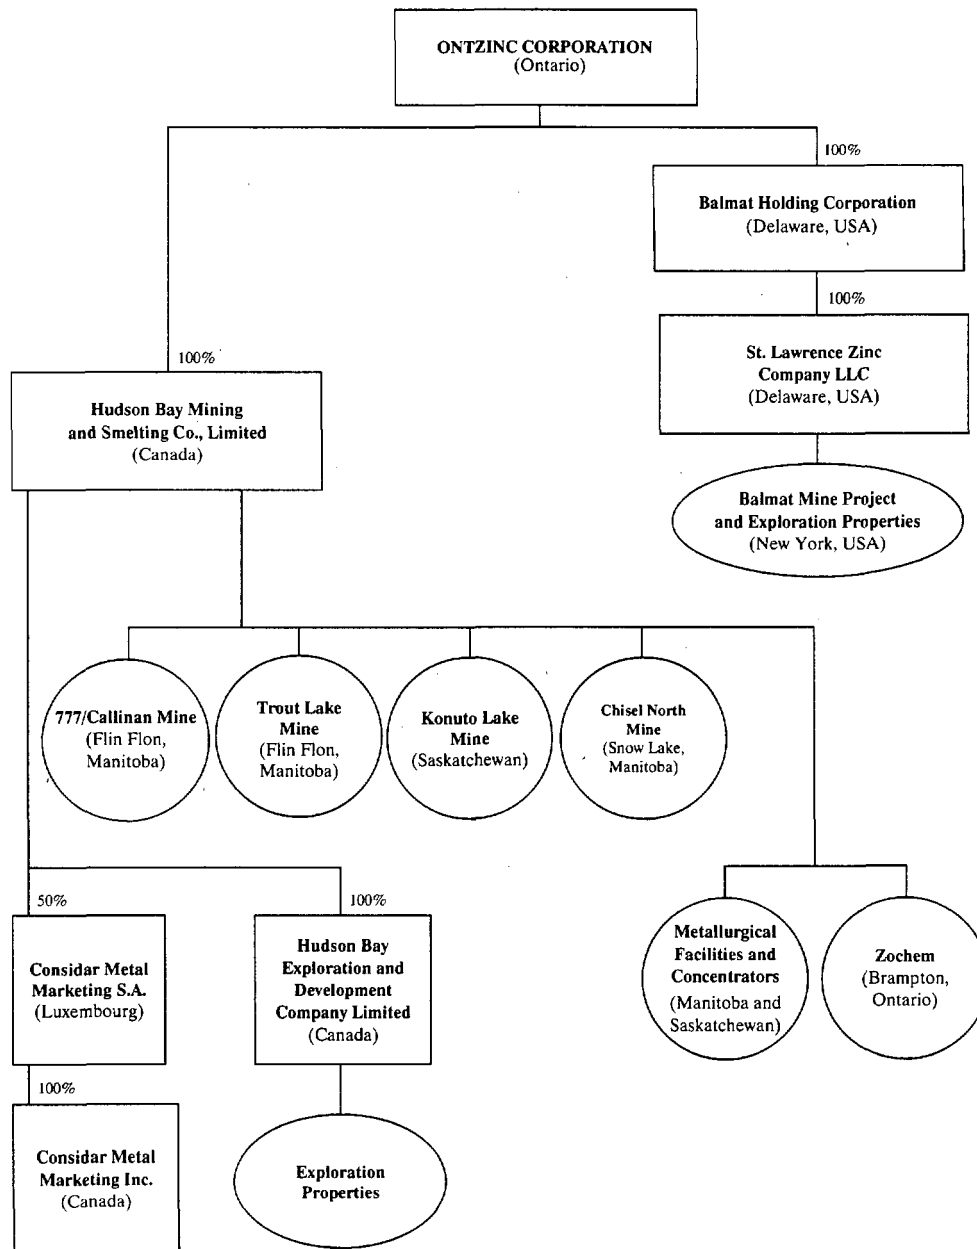 ONTZINC CORPORATION
(Ontario)
100%
Balmat Holding Corporation
(Delaware, USA)
100%
St. Lawrence Zinc
Company LLC
(Delaware, USA)
100%
Hudson Bay Mining
and Smelting Co., Limited
(Canada)
Balmat Mine Project
and Exploration Properties
(New York, USA)
777/Callinan Mine
(Flin Flon,
Manitoba)
Trout Lake
Mine
(Flin Flon,
Manitoba)
Konuto Lake
Mine
(Saskatchewan)
Chisel North
Mine
(Snow Lake,
Manitoba)
50%
Considar Metal
Marketing S.A.
(Luxembourg)
100%
Hudson Bay
Exploration and
Development
Company Limited
(Canada)
Metallurgical
Facilities and
Concentrators
(Manitoba and
Saskatchewan)
Zochem
(Brampton,
Ontario)
100%
Considar Metal
Marketing Inc.
(Canada)
Exploration
Properties